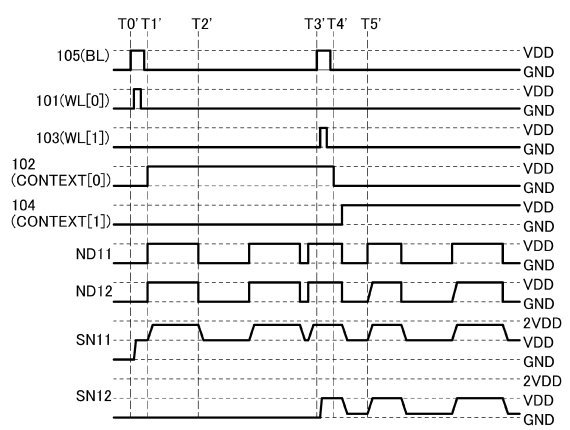 T0' T1' T2' T3' T4' T5'
105(BL) VDD
GND
101(WL[0]) VDD
GND
103(WL[1]) VDD
GND
102
(CONTEXT[0]) VDD
GND
104
(CONTEXT[1]) VDD
GND
ND11 VDD
GND
ND12 VDD
GND
SN11 2VDD
VDD
GND
SN12 2VDD
VDD
GND